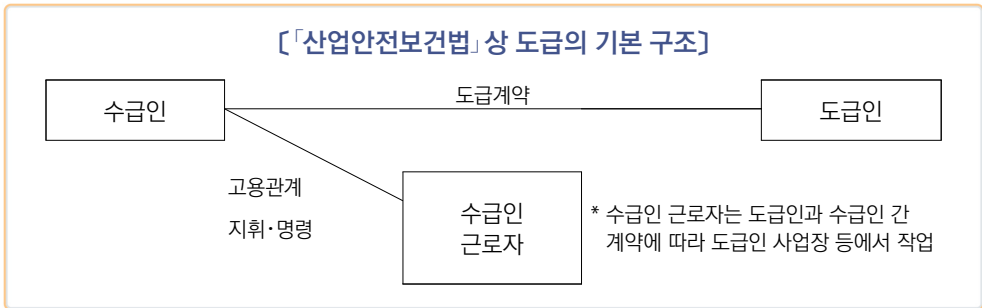 〔「산업안전보건법」상 도급의 기본 구조〕
수급인
도급계약
도급인
고용관계
지휘·명령
수급인
근로자
* 수급인 근로자는 도급인과 수급인 간
계약에 따라 도급인 사업장 등에서 작업